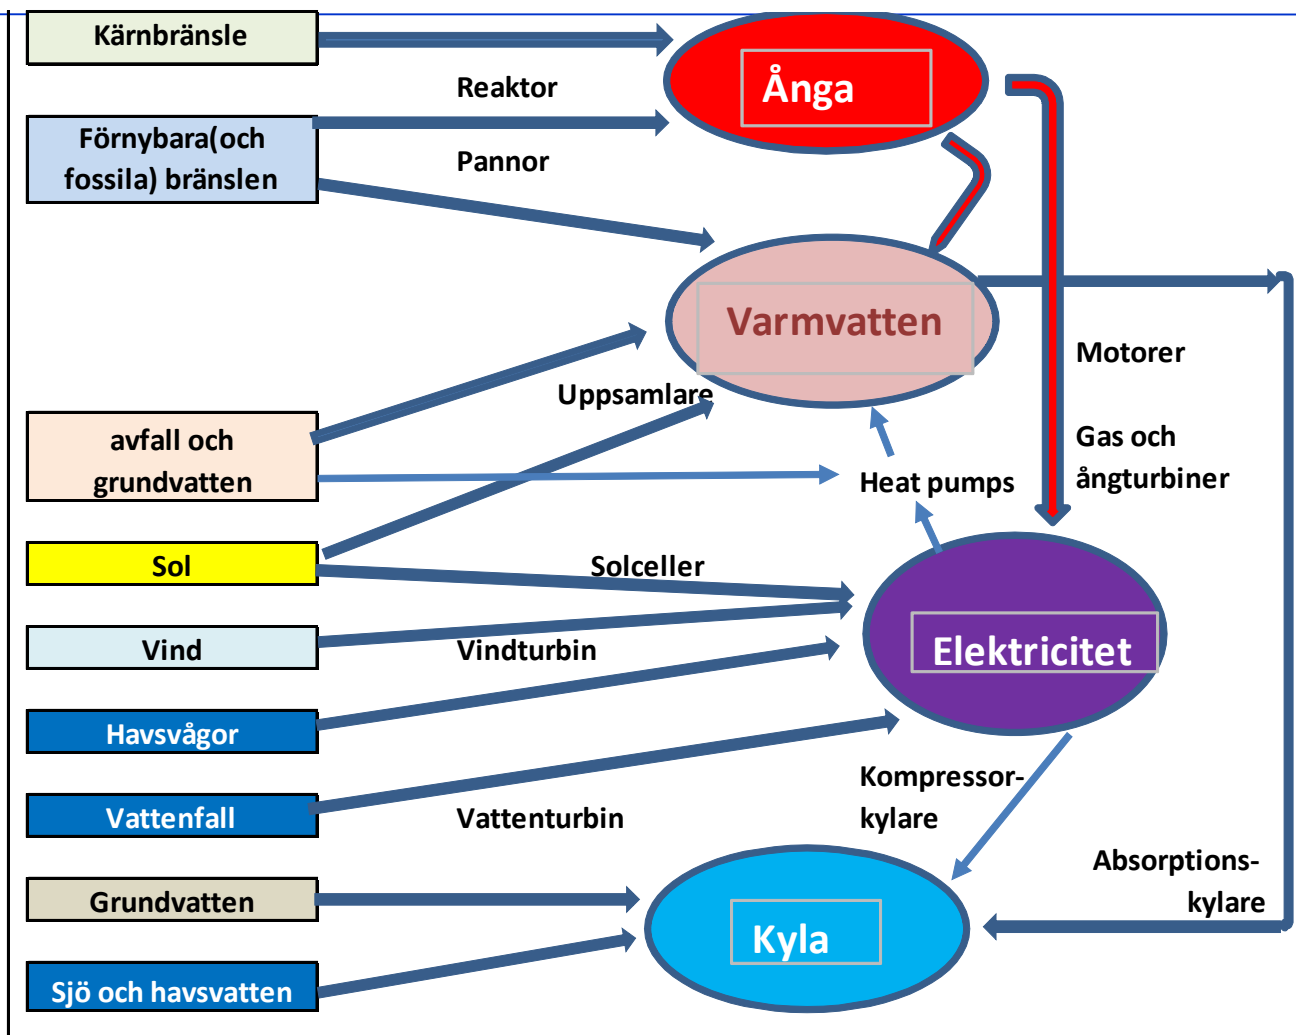 Kärnbränsle
Ånga
Reaktor
Förnybara(och
fossila) bränslen
Pannor
Varmvatten
Motorer
Uppsamlare
avfall och
grundvatten
Gas och
ångturbiner
Heat pumps
Sol
Solceller
Vind
Vindturbin
Elektricitet
Havsvågor
Kompressor-
kylare
Vattenfall
Vattenturbin
Absorptions-
kylare
Grundvatten
Kyla
Sjö och havsvatten